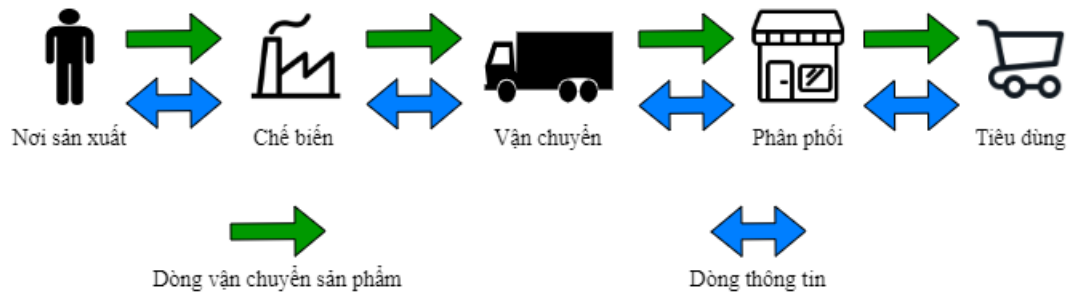 Nơi sản xuất
Chế biến
Vận chuyển
Phân phối
Tiêu dùng
Dòng vận chuyển sản phẩm
Dòng thông tin